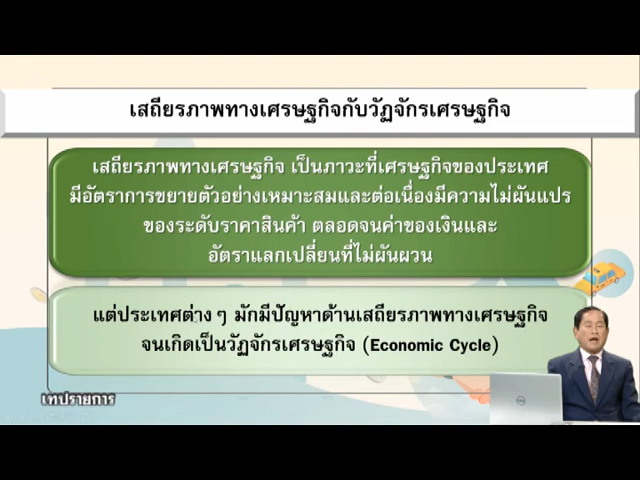 เสถียรภาพทางเศรษฐกิจกับวัฏจักรเศรษฐกิจ
เสถียรภาพทางเศรษฐกิจ เป็นภาวะที่เศรษฐกิจของประเทศ
มีอัตราการขยายตัวอย่างเหมาะสมและต่อเนื่องมีความไม่ผันแปร
ของระดับราคาสินค้า ตลอดจนค่าของเงินและ
อัตราแลกเปลี่ยนที่ไม่ผันผวน
แต่ประเทศต่าง ๆ มักมีปัญหาด้านเสถียรภาพทางเศรษฐกิจ
จนเกิดเป็นวัฏจักรเศรษฐกิจ (Economic Cycle)
เทปรายการ
DELL